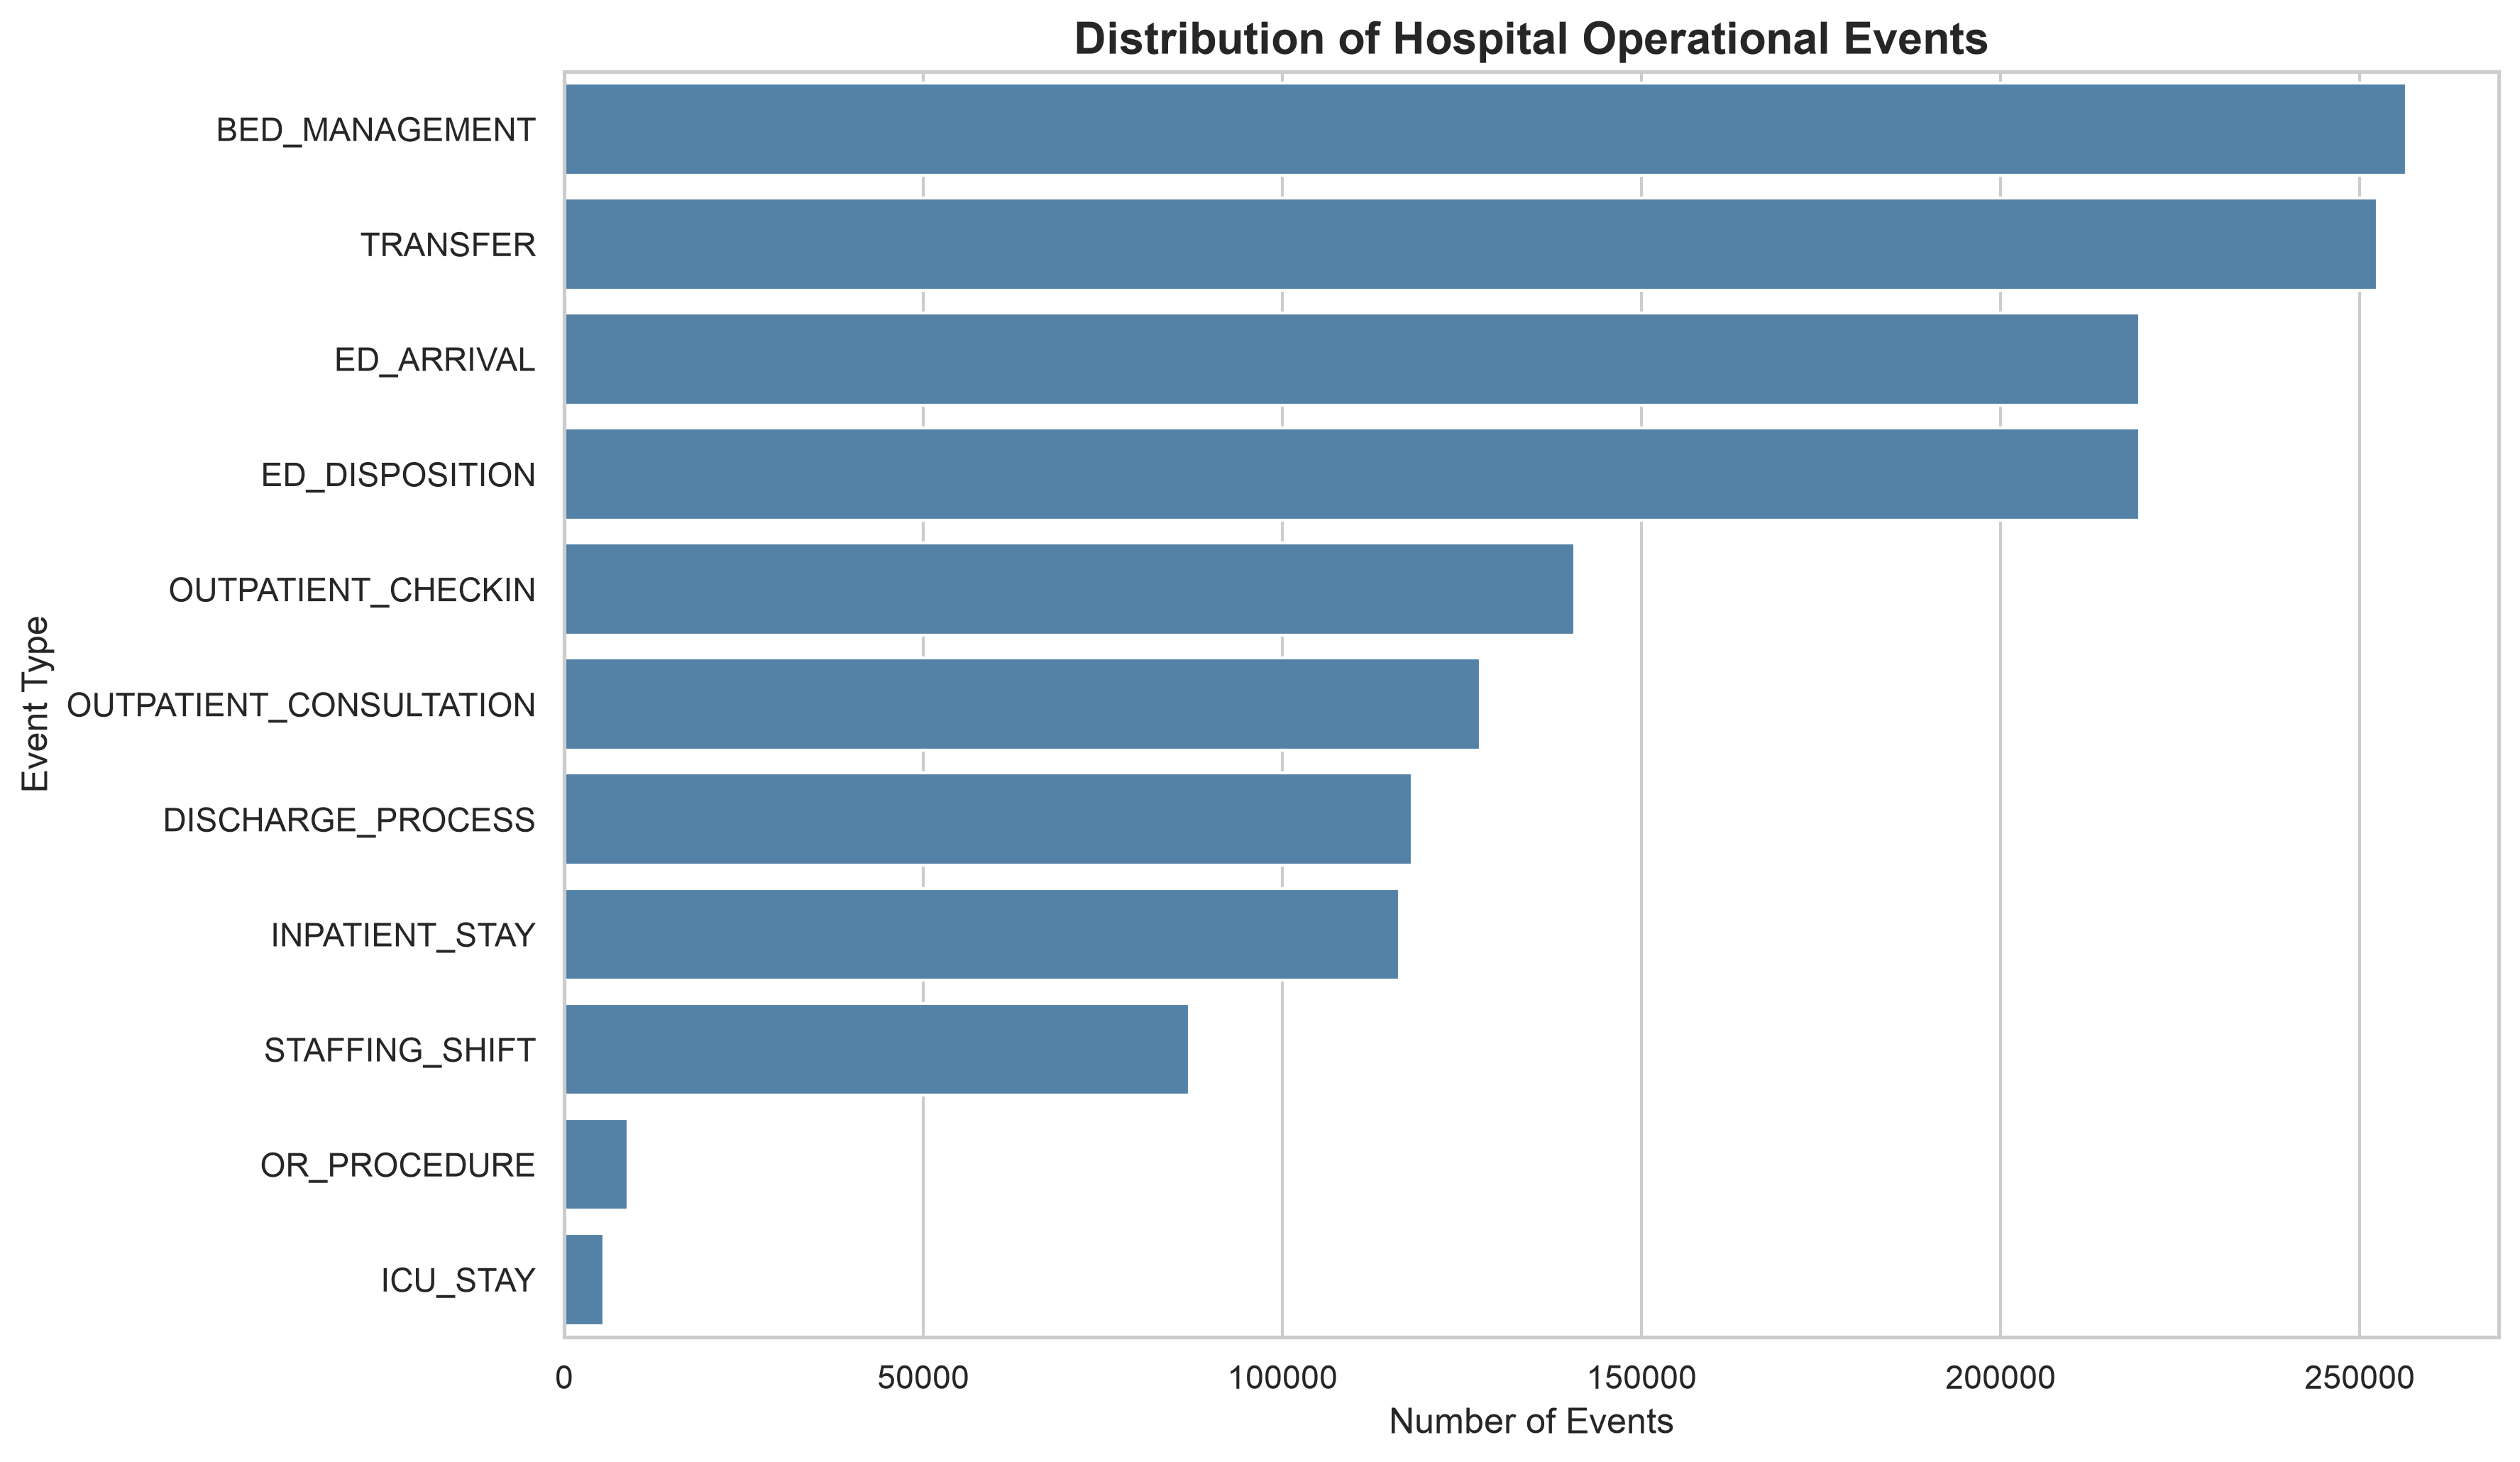 Distribution of Hospital Operational Events
Event Type
BED_MANAGEMENT
TRANSFER
ED_ARRIVAL
ED_DISPOSITION
OUTPATIENT_CHECKIN
OUTPATIENT_CONSULTATION
DISCHARGE_PROCESS
INPATIENT_STAY
STAFFING_SHIFT
OR_PROCEDURE
ICU_STAY
0 50000 100000 150000 200000 250000
Number of Events